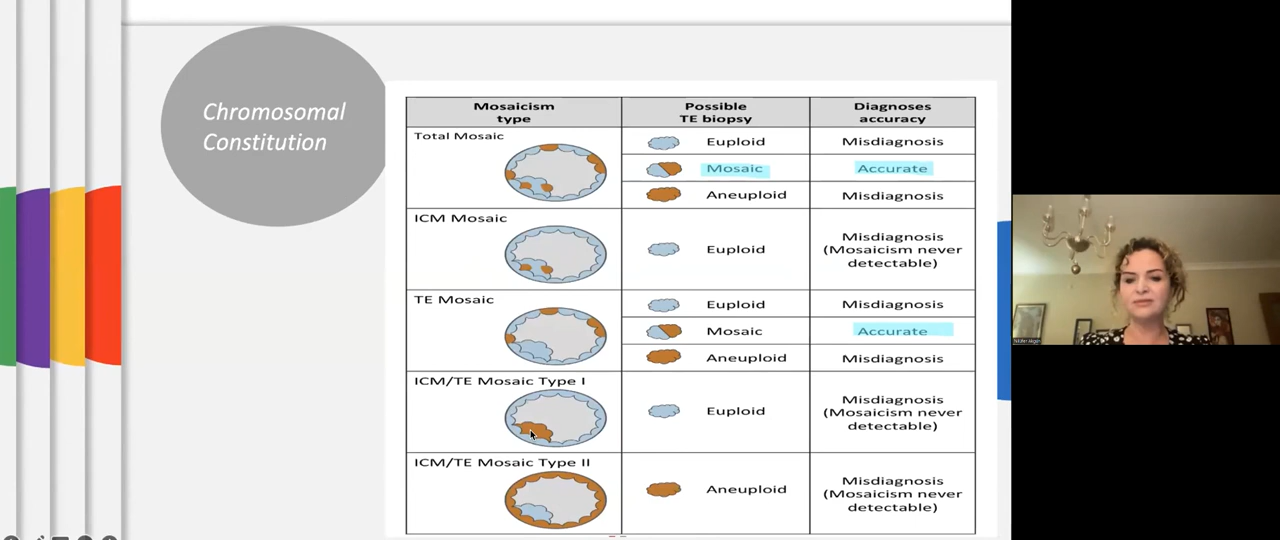 Chromosomal
Constitution
Mosaicism
type
Possible
TE biopsy
Diagnoses
accuracy
Total Mosaic
Euploid
Misdiagnosis
Mosaic
Accurate
Aneuploid
Misdiagnosis
ICM Mosaic
Euploid
Misdiagnosis
(Mosaicism never
detectable)
TE Mosaic
Euploid
Misdiagnosis
Mosaic
Accurate
Aneuploid
Misdiagnosis
ICM/TE Mosaic Type I
Euploid
Misdiagnosis
(Mosaicism never
detectable)
ICM/TE Mosaic Type II
Aneuploid
Misdiagnosis
(Mosaicism never
detectable)